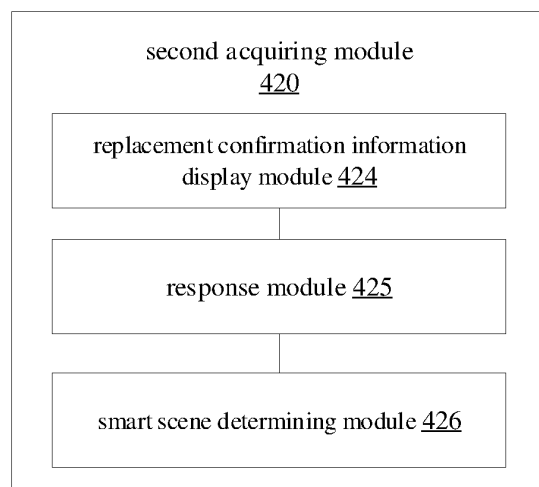 second acquiring module
420
replacement confirmation information
display module 424
response module 425
smart scene determining module 426